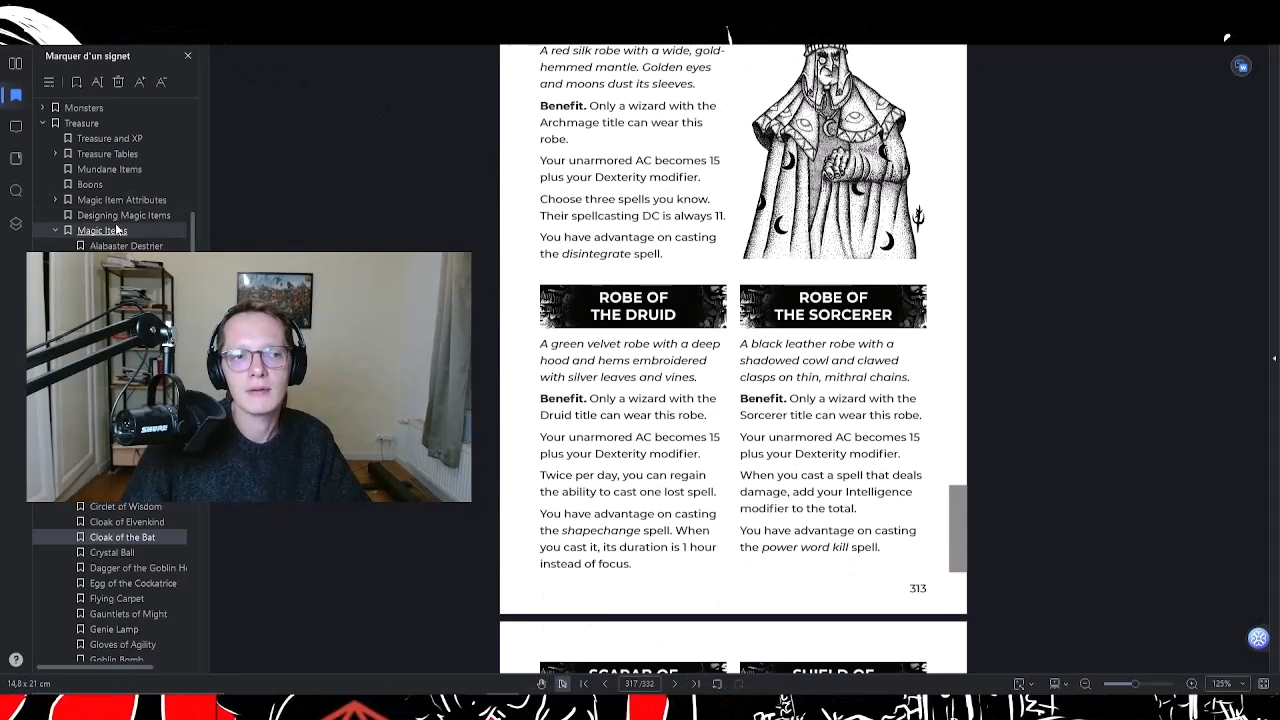 Marquer d'un signet
Monsters
Treasure
Treasure and XP
Treasure Tables
Mundane Items
Boons
Magic Item Attributes
Designing Magic Items
Magic Items
Alabaster Destrier
Circlet of Wisdom
Cloak of Elvenkind
Cloak of the Bat
Crystal Ball
Dagger of the Goblin
Egg of the Cockatrice
Flying Carpet
Gauntlets of Might
Genie Lamp
Gloves of Agility
Goblin Bomb
14,8 x 21 cm
SHURE
A red silk robe with a wide, gold-
hemmed mantle. Golden eyes
and moons dust its sleeves.
Benefit. Only a wizard with the
Archmage title can wear this
robe.
Your unarmored AC becomes 15
plus your Dexterity modifier.
Choose three spells you know.
Their spellcasting DC is always 11.
You have advantage on casting
the disintegrate spell.
ROBE OF
THE DRUID
A green velvet robe with a deep
hood and hems embroidered
with silver leaves and vines.
Benefit. Only a wizard with the
Druid title can wear this robe.
Your unarmored AC becomes 15
plus your Dexterity modifier.
Twice per day, you can regain
the ability to cast one lost spell.
You have advantage on casting
the shapechange spell. When
you cast it, its duration is 1 hour
instead of focus.
ROBE OF
THE SORCERER
A black leather robe with a
shadowed cowl and clawed
clasps on thin, mithral chains.
Benefit. Only a wizard with the
Sorcerer title can wear this robe.
Your unarmored AC becomes 15
plus your Dexterity modifier.
When you cast a spell that deals
damage, add your Intelligence
modifier to the total.
You have advantage on casting
the power word kill spell.
313
SCARAB OF
SHIELD OF
317 /332
125%